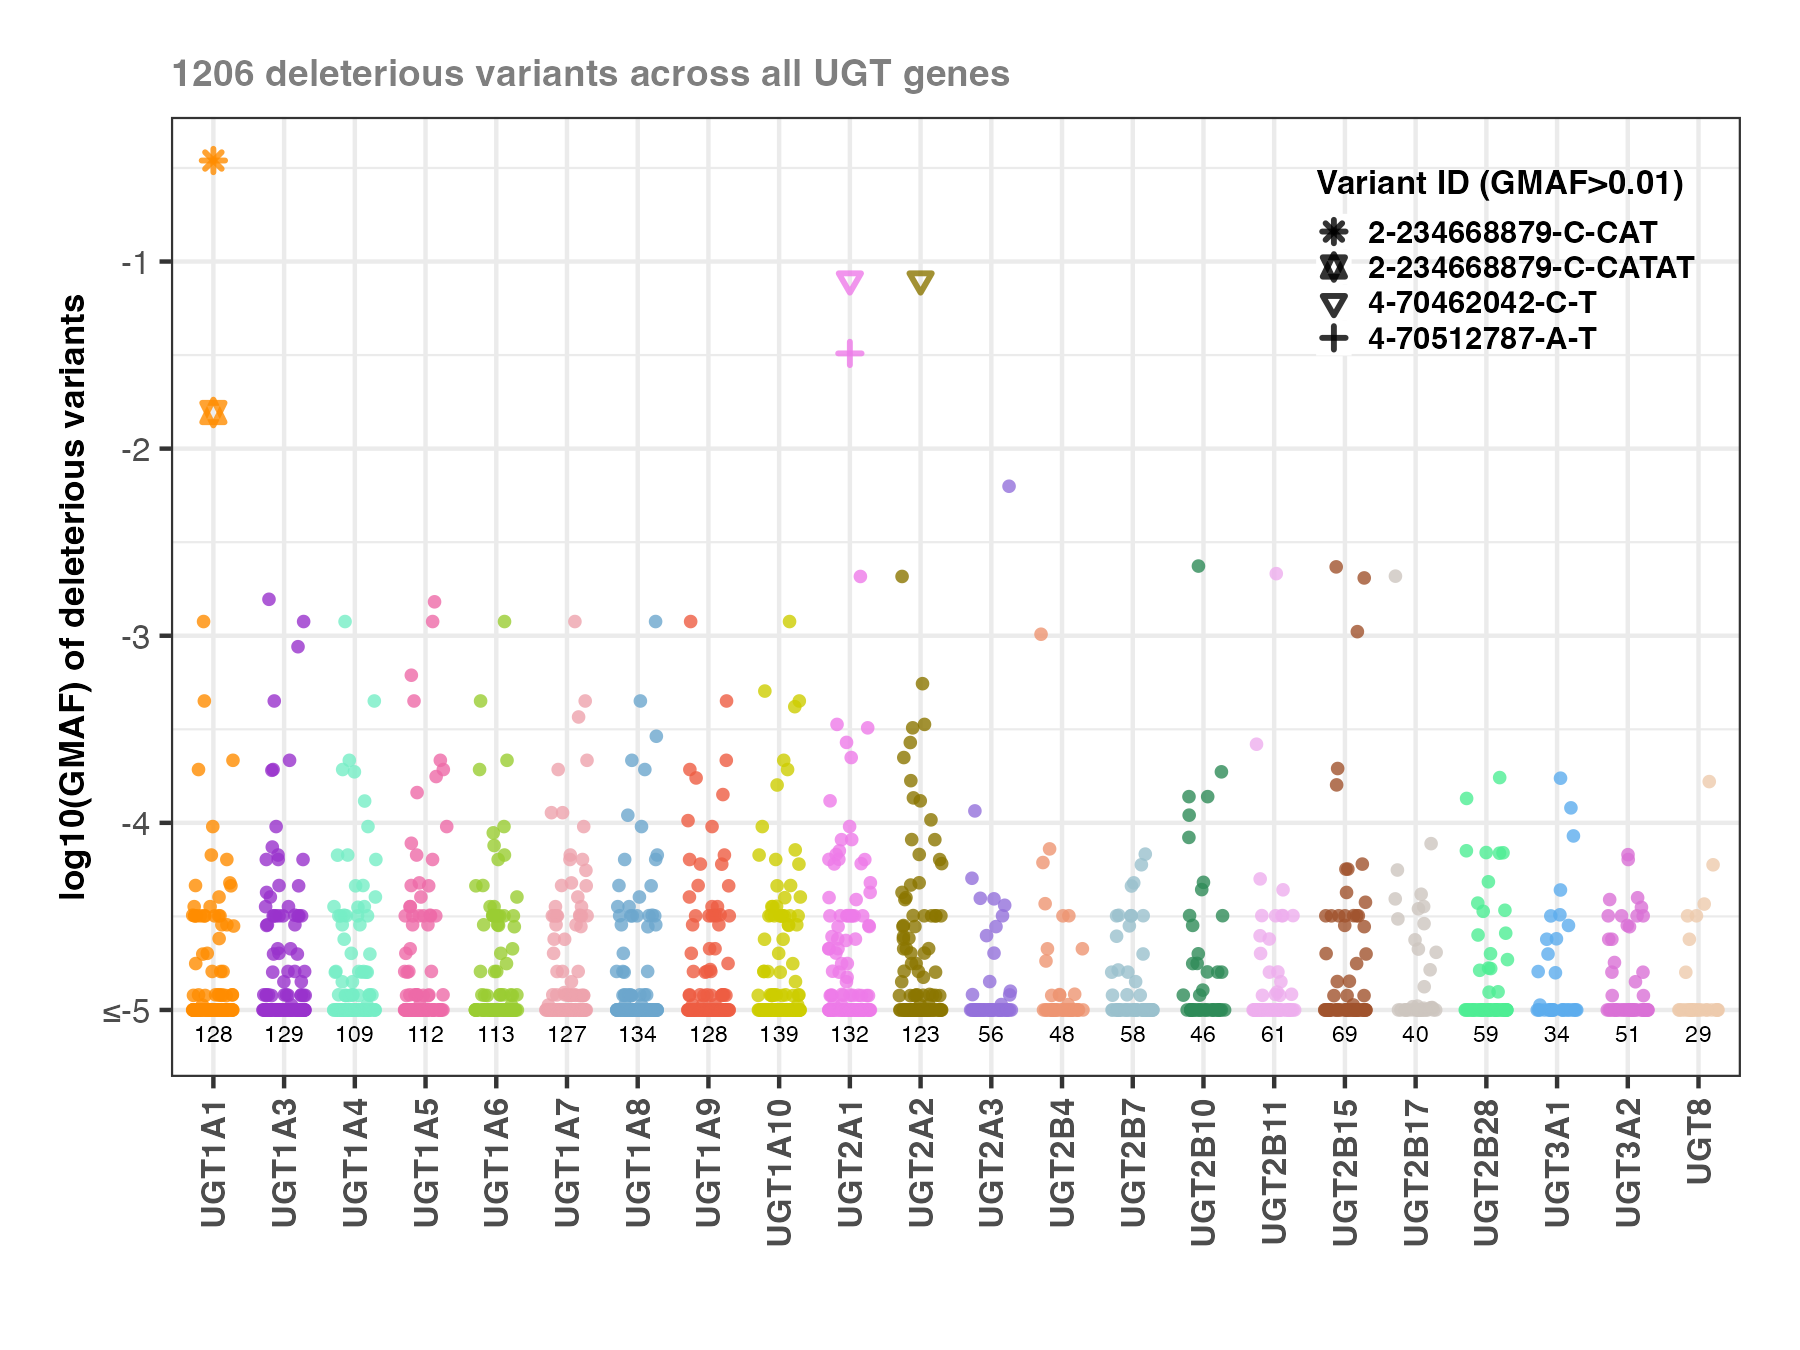 1206 deleterious variants across all UGT genes
log10(GMAF) of deleterious variants
-1
-2
-3
-4
≤-5
Variant ID (GMAF>0.01)
2-234668879-C-CAT
2-234668879-C-CATAT
4-70462042-C-T
4-70512787-A-T
128 129 109 112 113 127 134 128 139 132 123 56 48 58 46 61 69 40 59 34 51 29
UGT1A1 UGT1A3 UGT1A4 UGT1A5 UGT1A6 UGT1A7 UGT1A8 UGT1A9 UGT1A10 UGT2A1 UGT2A2 UGT2A3 UGT2B4 UGT2B7 UGT2B10 UGT2B11 UGT2B15 UGT2B17 UGT2B28 UGT3A1 UGT3A2 UGT8